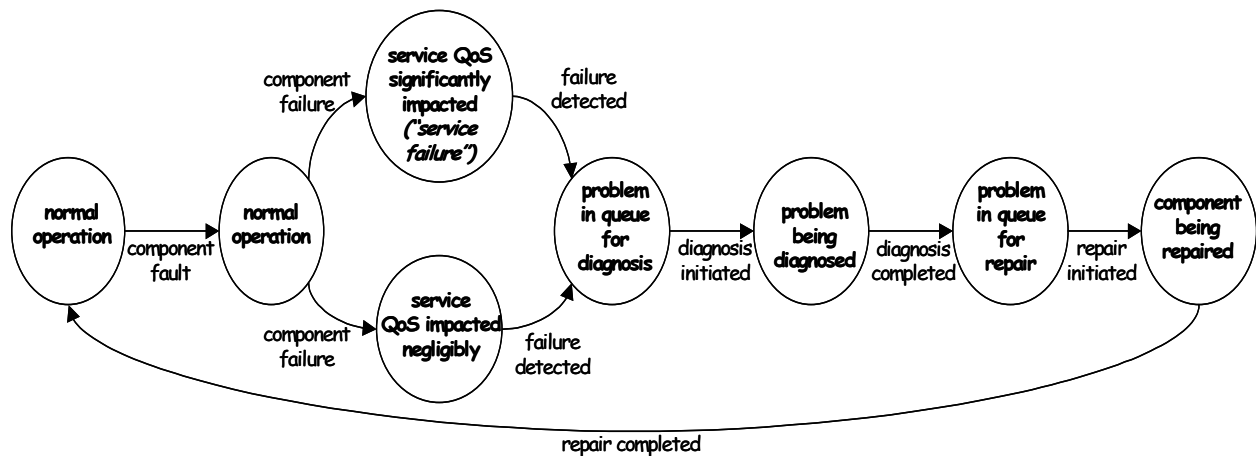 service QoS
significantly
impacted
("service
failure")
component
failure
failure
detected
normal
operation
component
fault
normal
operation
component
failure
service
QoS impacted
negligibly
failure
detected
problem
in queue
for
diagnosis
diagnosis
initiated
problem
being
diagnosed
diagnosis
completed
problem
in queue
for
repair
repair
initiated
component
being
repaired
repair completed